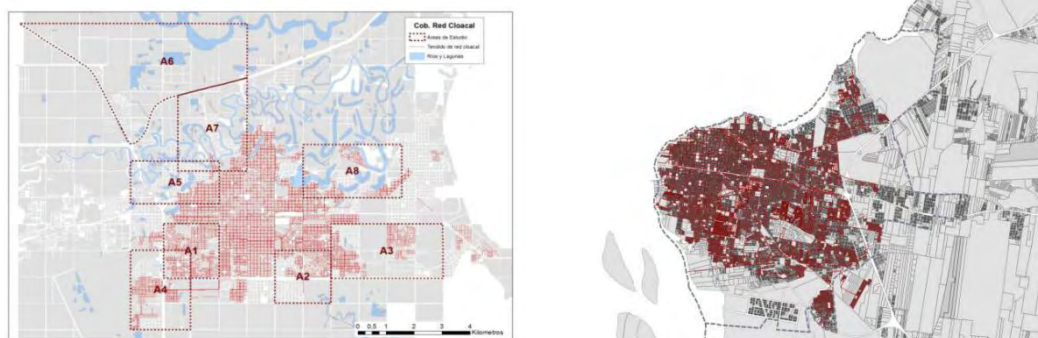 Cob. Red Cloacal
Áreas de Estudio
Tendido de red cloacal
Ríos y Lagunas
A6
A7
A8
A5
A1
A3
A2
A4
0 0,5 1 2 3 4
Kilometros